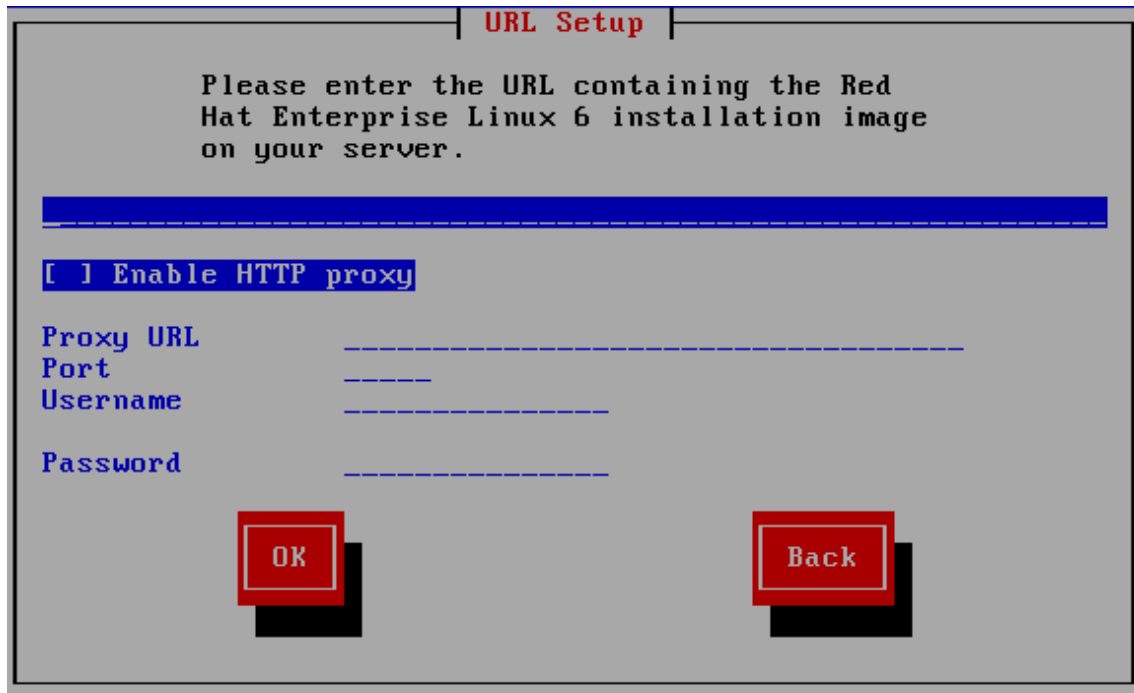 URL Setup
Please enter the URL containing the Red
Hat Enterprise Linux 6 installation image
on your server.
[ ] Enable HTTP proxy
Proxy URL
Port
Username
Password
OK
Back